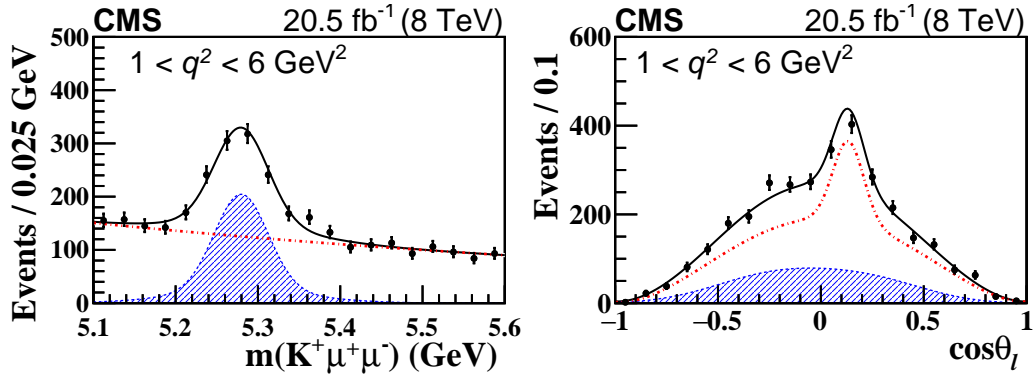 CMS 20.5 fb⁻¹ (8 TeV)
1 < q² < 6 GeV²
Events / 0.025 GeV
500
400
300
200
100
0
5.1 5.2 5.3 5.4 5.5 5.6
m(K⁺μ⁺μ⁻) (GeV)
CMS 20.5 fb⁻¹ (8 TeV)
1 < q² < 6 GeV²
Events / 0.1
600
400
200
0
−1 −0.5 0 0.5 1
cosθₗ